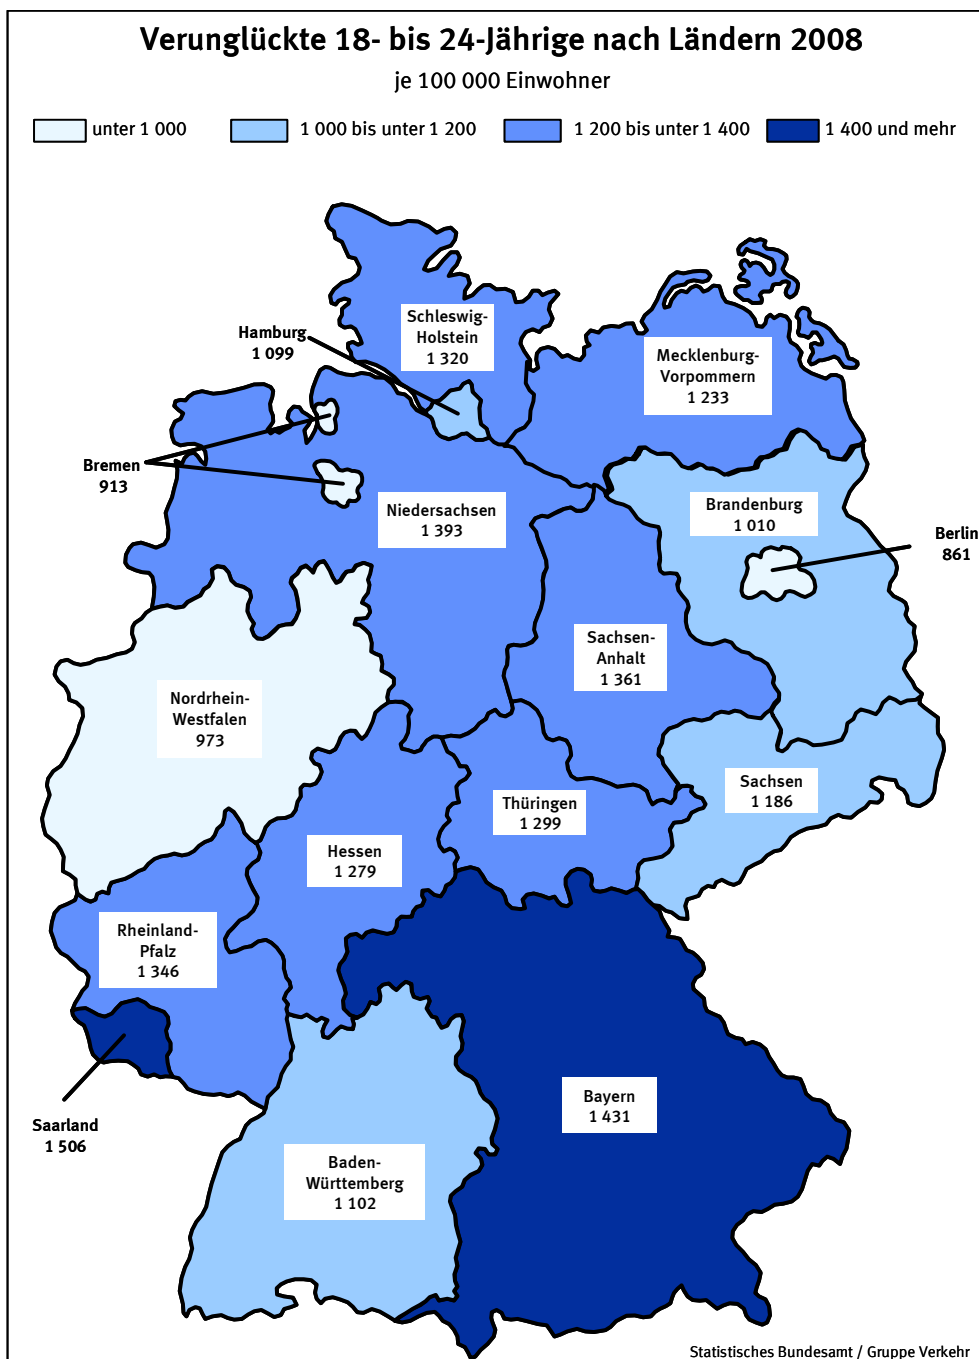 Verunglückte 18- bis 24-Jährige nach Ländern 2008
je 100 000 Einwohner
unter 1 000
1 000 bis unter 1 200
1 200 bis unter 1 400
1 400 und mehr
Schleswig-
Holstein
1 320
Hamburg
1 099
Mecklenburg-
Vorpommern
1 233
Bremen
913
Niedersachsen
1 393
Brandenburg
1 010
Berlin
861
Sachsen-
Anhalt
1 361
Nordrhein-
Westfalen
973
Sachsen
1 186
Thüringen
1 299
Hessen
1 279
Rheinland-
Pfalz
1 346
Saarland
1 506
Bayern
1 431
Baden-
Württemberg
1 102
Statistisches Bundesamt / Gruppe Verkehr